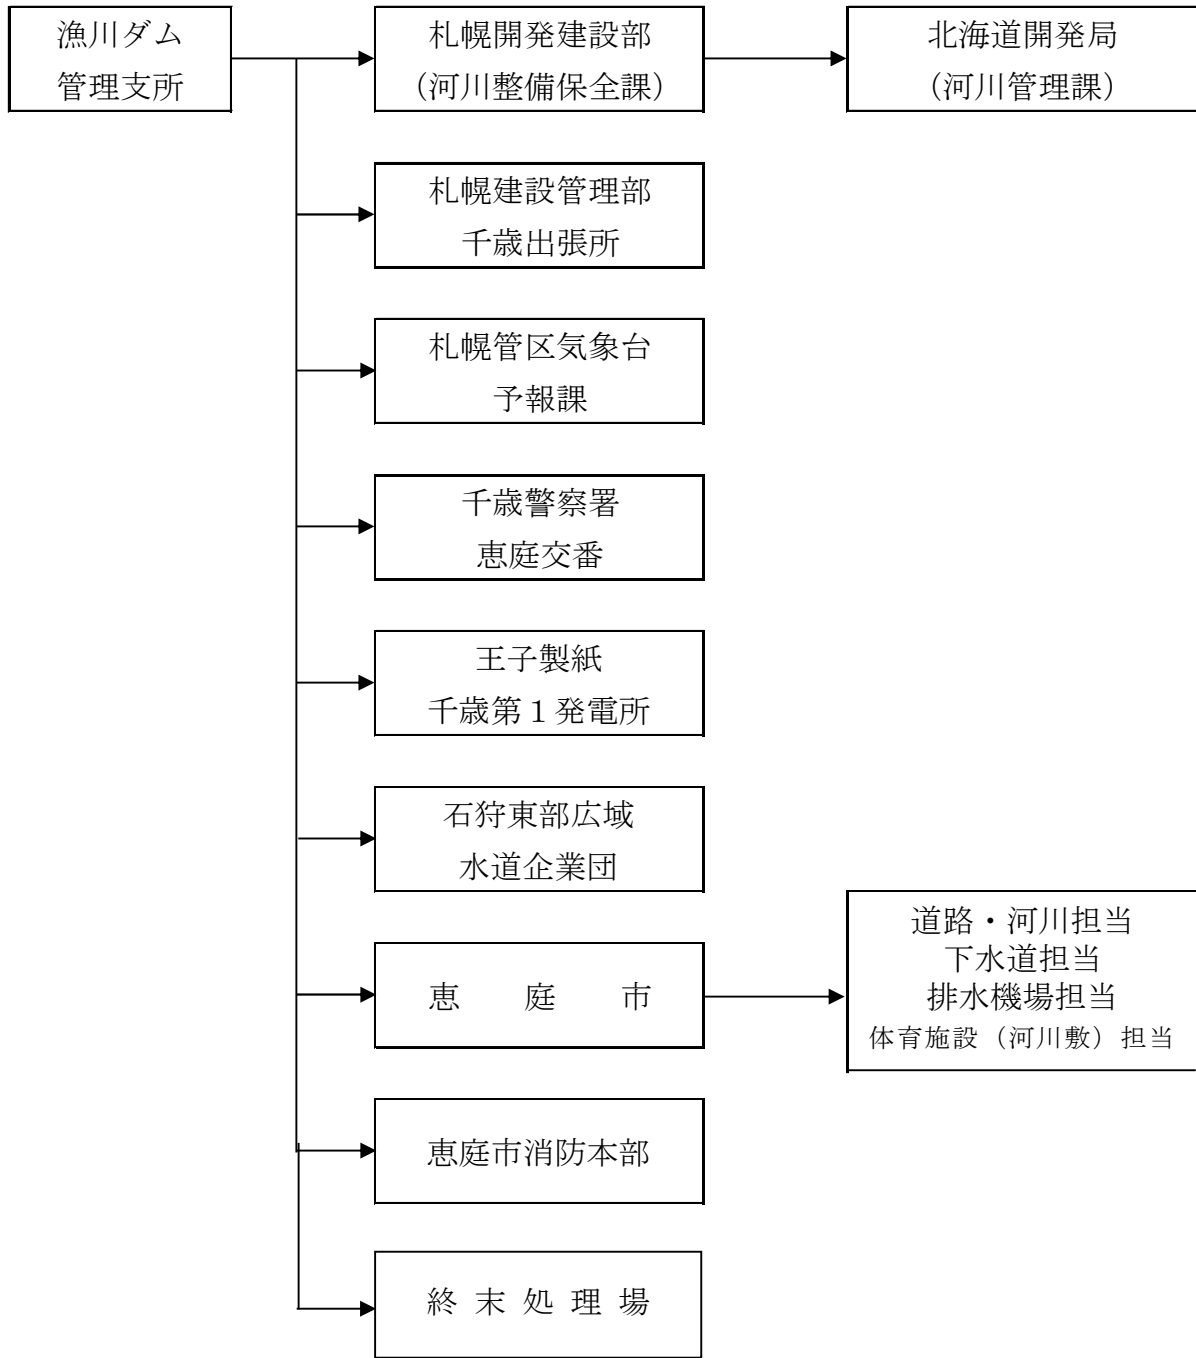 漁川ダム
管理支所
札幌開発建設部
（河川整備保全課）
北海道開発局
（河川管理課）
札幌建設管理部
千歳出張所
札幌管区気象台
予報課
千歳警察署
恵庭交番
王子製紙
千歳第１発電所
石狩東部広域
水道企業団
恵　庭　市
道路・河川担当
下水道担当
排水機場担当
体育施設（河川敷）担当
恵庭市消防本部
終 末 処 理 場